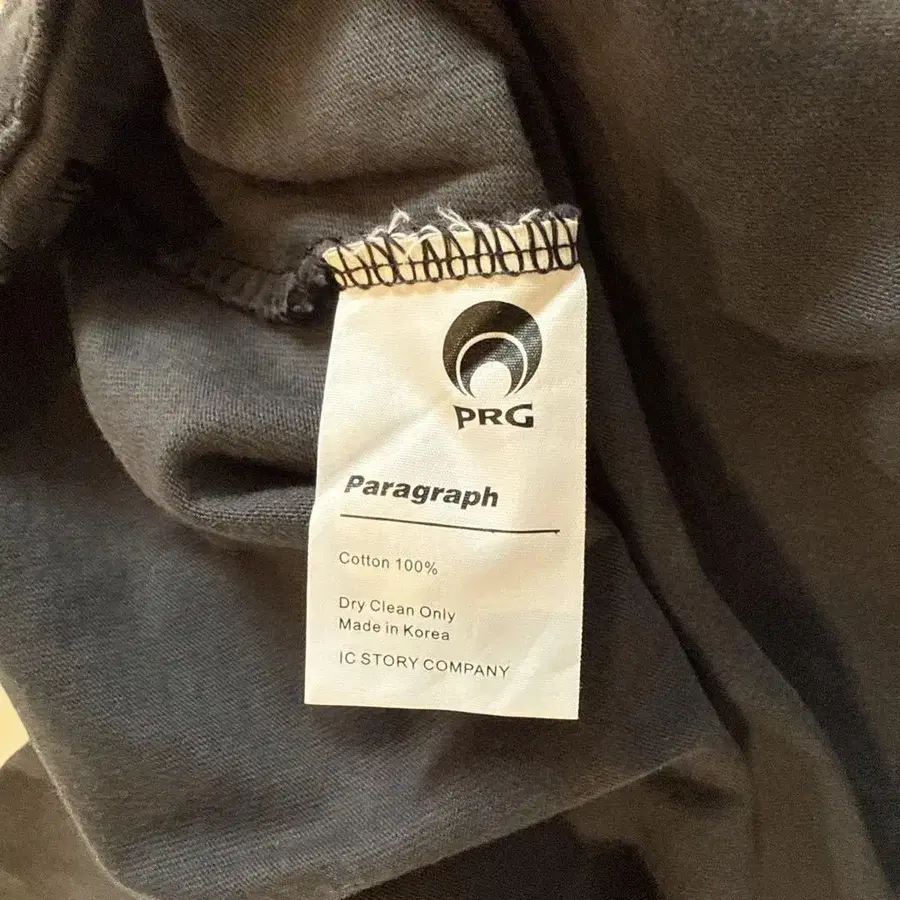 PRG
Paragraph
Cotton 100%
Dry Clean Only
Made in Korea
IC STORY COMPANY